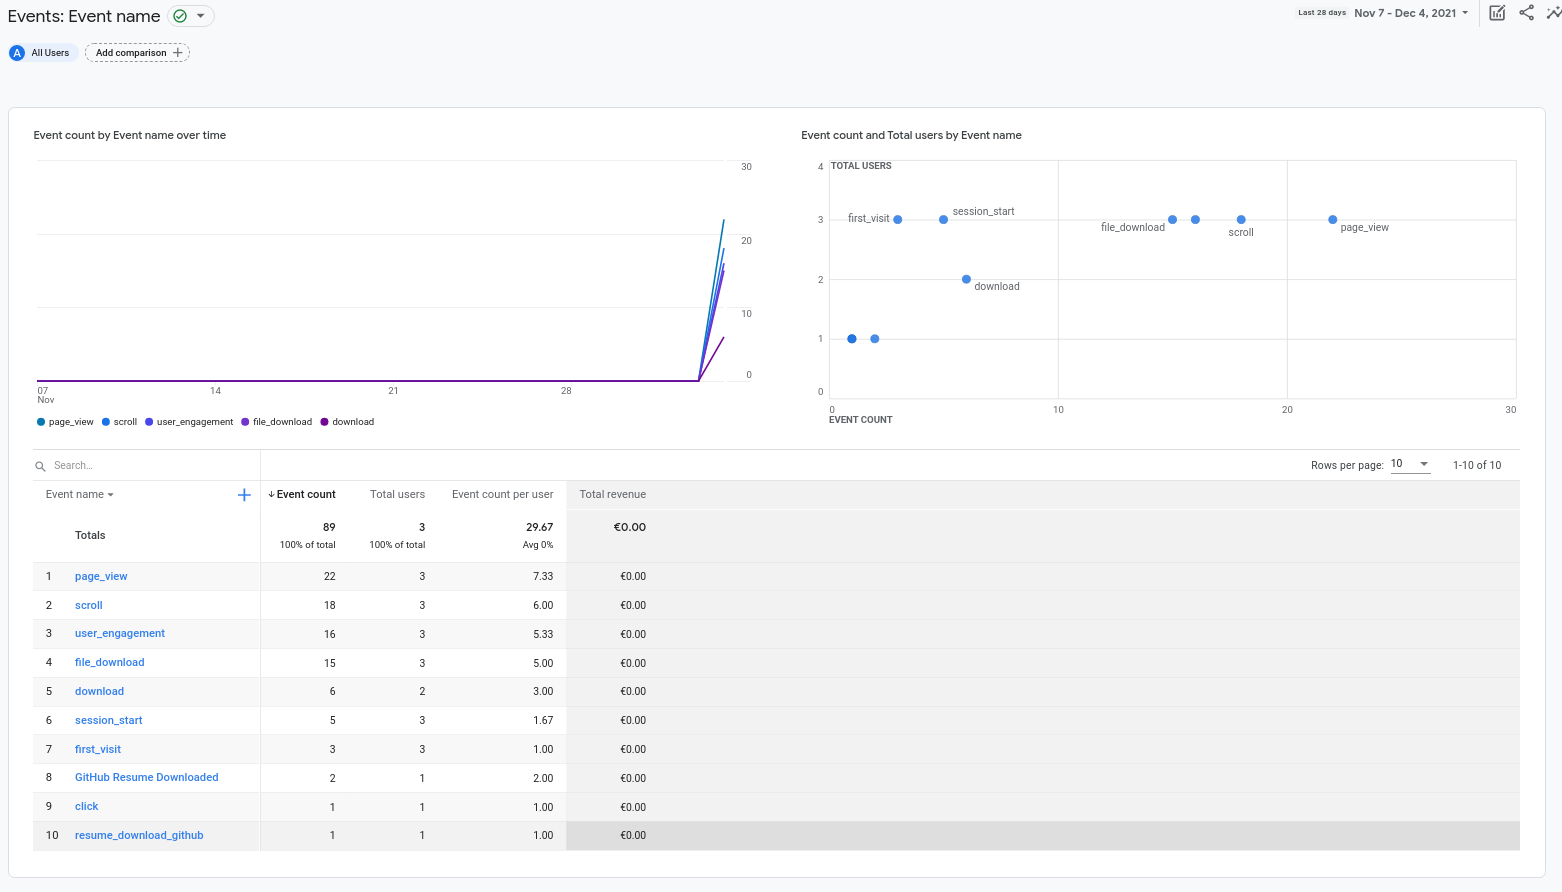 Events: Event name
Last 28 days Nov 7 - Dec 4, 2021
A All Users Add comparison
Event count by Event name over time
30
20
10
0
07 14 21 28
Nov
page_view scroll user_engagement file_download download
Event count and Total users by Event name
4 TOTAL USERS
session_start
3 first_visit
file_download page_view
scroll
2
download
1
0
0 10 20 30
EVENT COUNT
Search...
Rows per page: 10 1-10 of 10
Event name Event count Total users Event count per user Total revenue
Totals 89 3 29.67 €0.00
100% of total 100% of total Avg 0%
1 page_view 22 3 7.33 €0.00
2 scroll 18 3 6.00 €0.00
3 user_engagement 16 3 5.33 €0.00
4 file_download 15 3 5.00 €0.00
5 download 6 2 3.00 €0.00
6 session_start 5 3 1.67 €0.00
7 first_visit 3 3 1.00 €0.00
8 GitHub Resume Downloaded 2 1 2.00 €0.00
9 click 1 1 1.00 €0.00
10 resume_download_github 1 1 1.00 €0.00